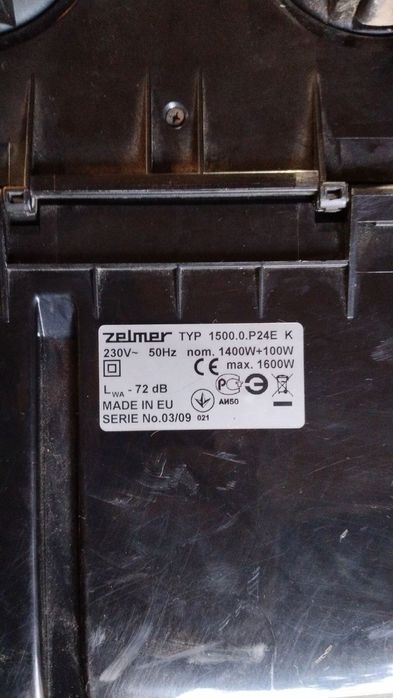 zelmer TYP 1500.0.P24E K
230V~ 50Hz nom. 1400W+100W
CE max. 1600W
LWA - 72 dB
АИ50
MADE IN EU
SERIE No.03/09 021